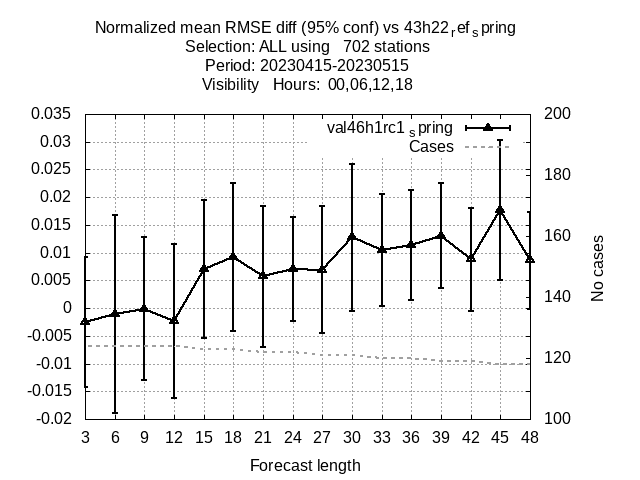 Normalized mean RMSE diff (95% conf) vs 43h22refspring
Selection: ALL using 702 stations
Period: 20230415-20230515
Visibility Hours: 00,06,12,18
0.035
0.03
0.025
0.02
0.015
0.01
0.005
0
-0.005
-0.01
-0.015
-0.02
200
180
160
140
120
100
val46h1rc1spring
Cases
No cases
3 6 9 12 15 18 21 24 27 30 33 36 39 42 45 48
Forecast length